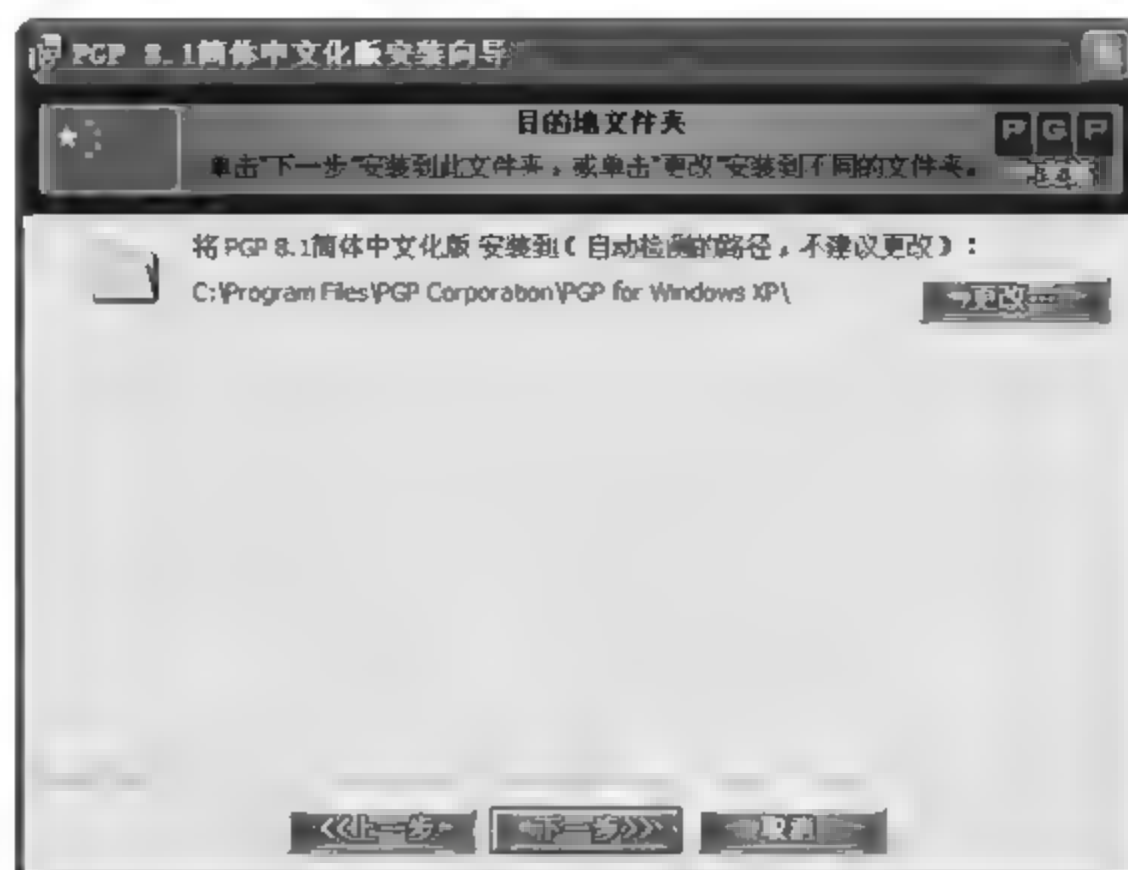 PGP 8.1简体中文化版安装向导
目的地文件夹
单击"下一步"安装到此文件夹，或单击"更改"安装到不同的文件夹。
PGP
将 PGP 8.1简体中文化版 安装到（自动检测的路径，不建议更改）：
C:\Program Files\PGP Corporation\PGP for Windows XP\
更改...
<<上一步
下一步>>
取消